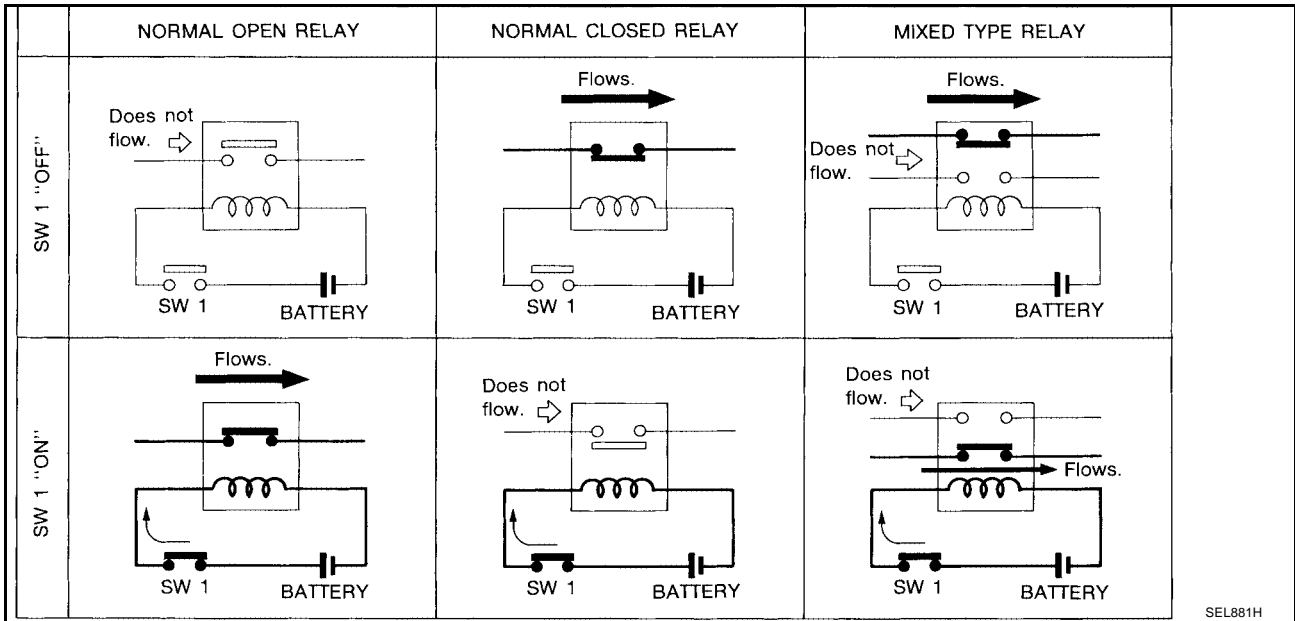 NORMAL OPEN RELAY
NORMAL CLOSED RELAY
MIXED TYPE RELAY
SW 1 "OFF"
Does not
flow.
SW 1
BATTERY
Flows.
SW 1
BATTERY
Flows.
Does not
flow.
SW 1
BATTERY
SW 1 "ON"
Flows.
SW 1
BATTERY
Does not
flow.
SW 1
BATTERY
Does not
flow.
Flows.
SW 1
BATTERY
SEL881H